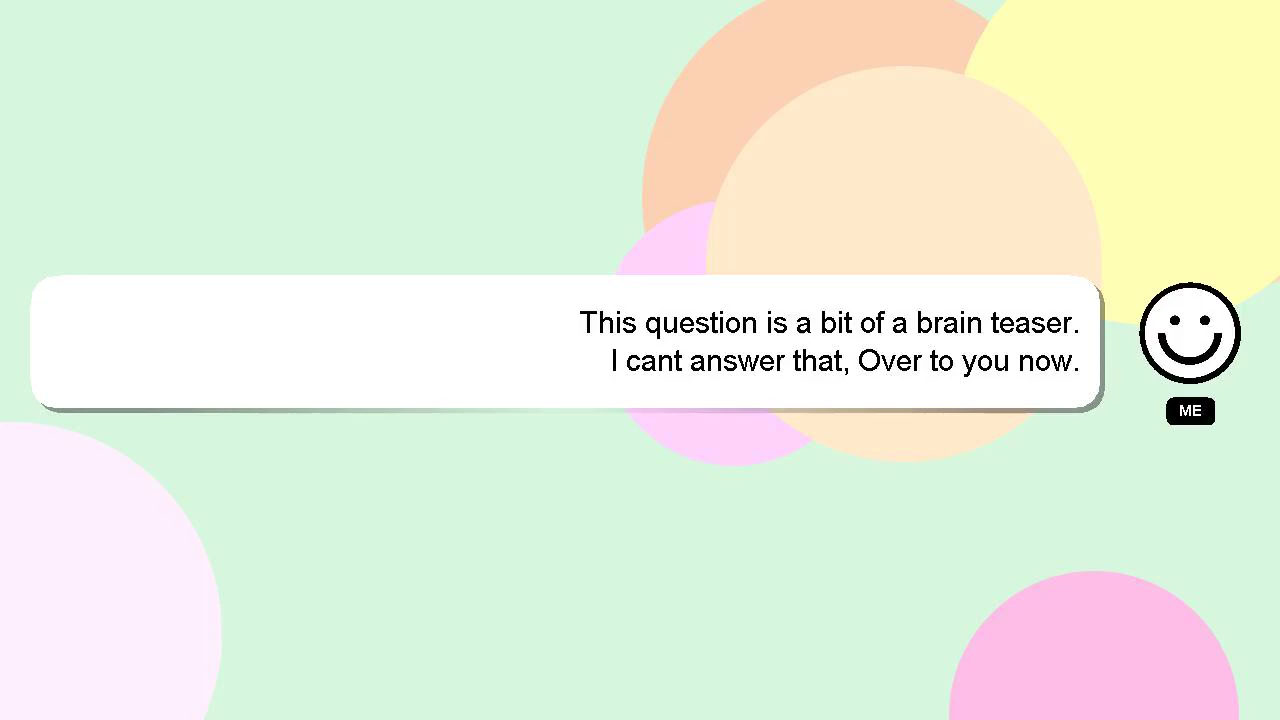 This question is a bit of a brain teaser.
I cant answer that, Over to you now.
ME